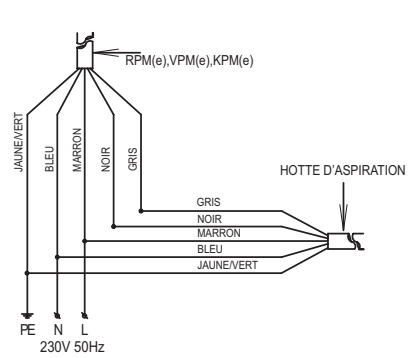 RPM(e),VPM(e),KPM(e)
JAUNE/VERT
BLEU
MARRON
NOIR
GRIS
HOTTE D'ASPIRATION
GRIS
NOIR
MARRON
BLEU
JAUNE/VERT
PE N L
230V 50Hz